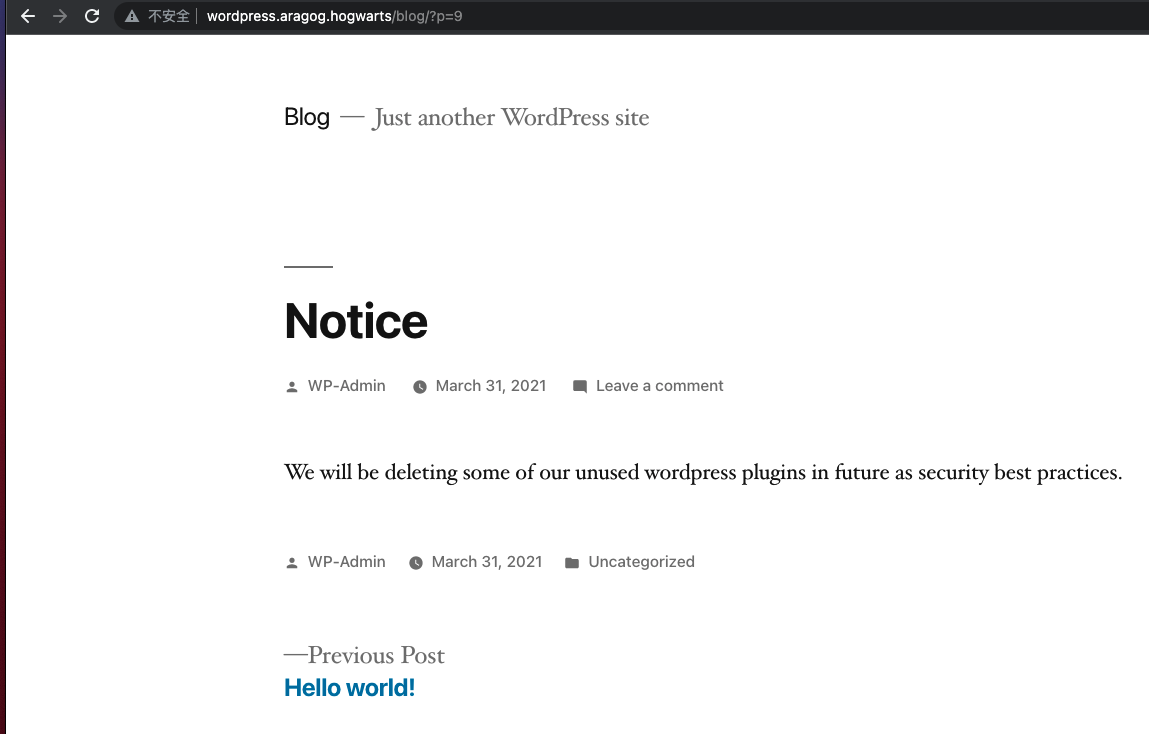 不安全 wordpress.aragog.hogwarts/blog/?p=9
Blog — Just another WordPress site
Notice
WP-Admin March 31, 2021 Leave a comment
We will be deleting some of our unused wordpress plugins in future as security best practices.
WP-Admin March 31, 2021 Uncategorized
—Previous Post
Hello world!